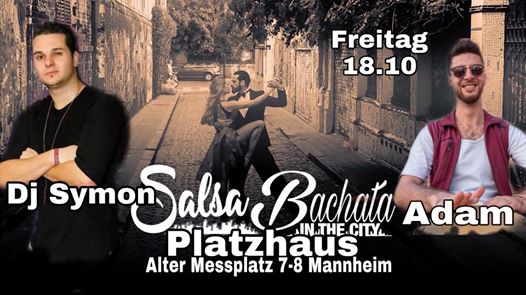 Freitag
18.10
Dj Symon
Salsa Bachata
IN THE CITY
Adam
Platzhaus
Alter Messplatz 7-8 Mannheim